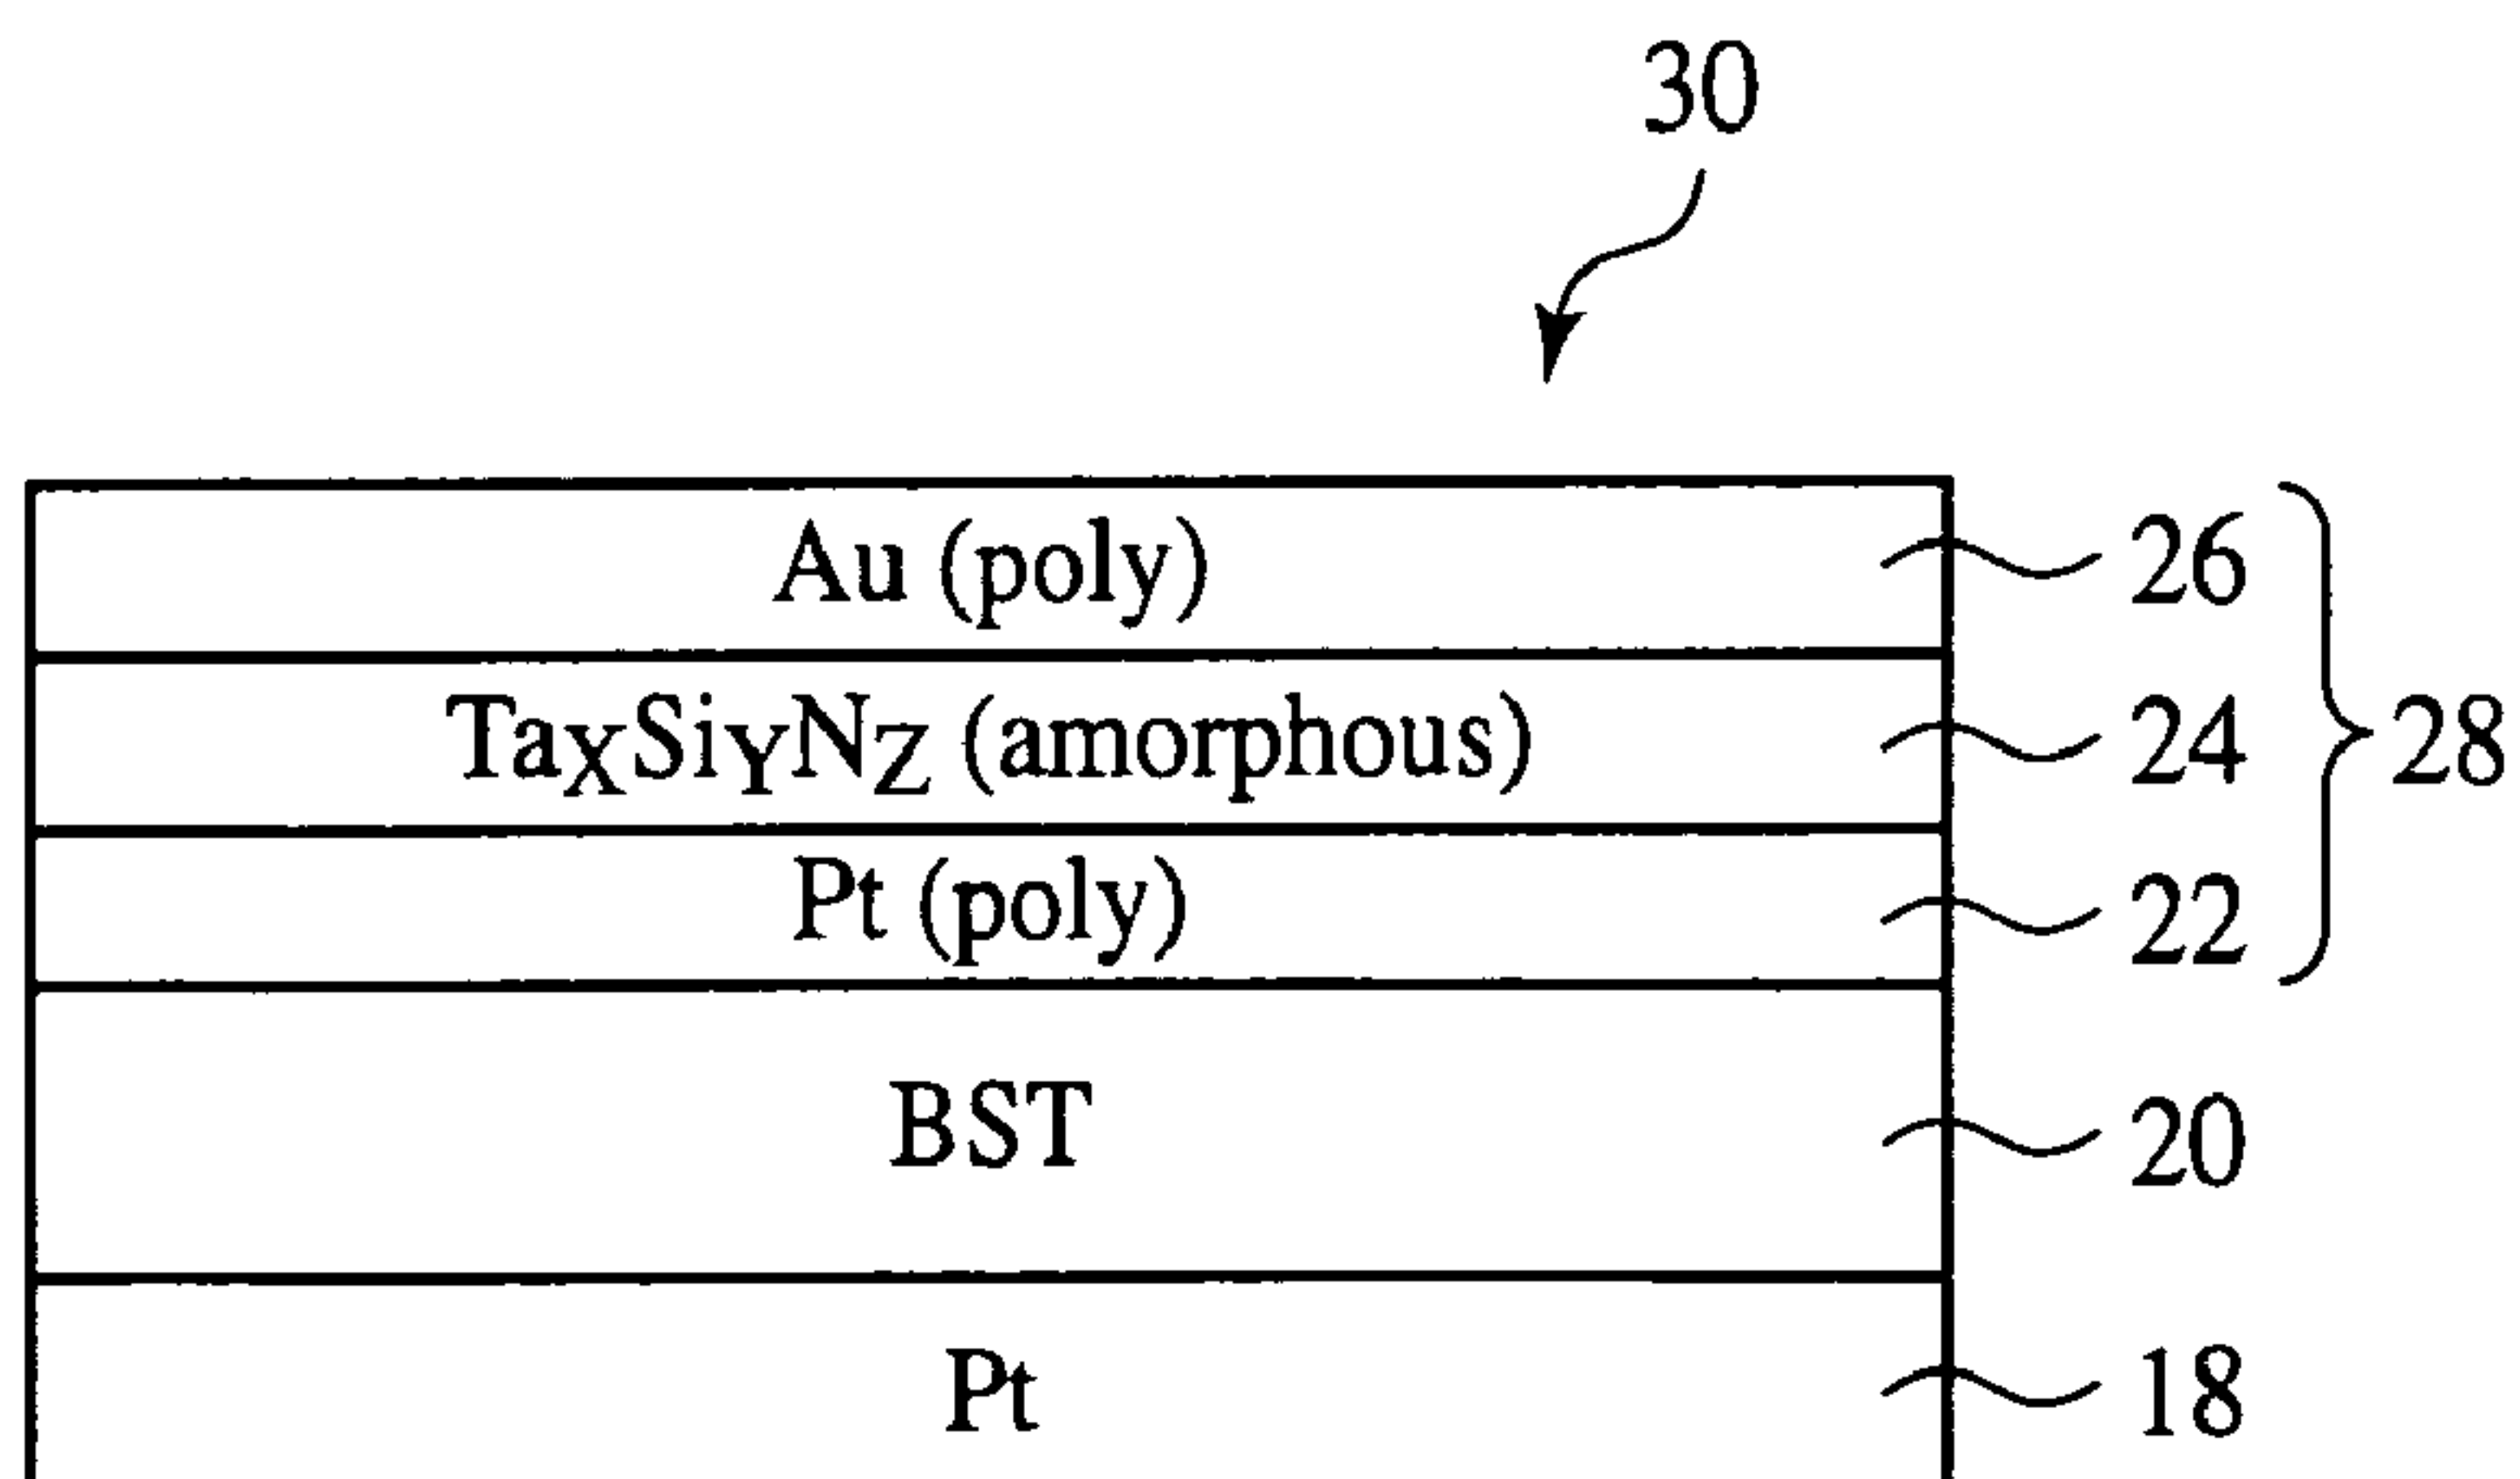 30
Au (poly) 26
TaXSiYNZ (amorphous) 24 28
Pt (poly) 22
BST 20
Pt 18